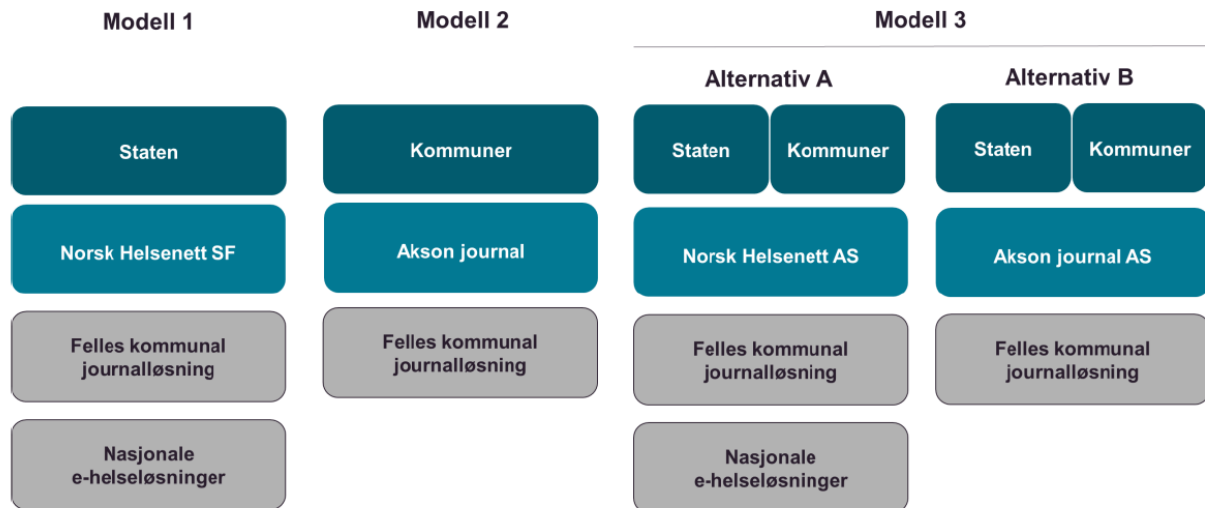 Modell 1
Modell 2
Modell 3
Alternativ A
Alternativ B
Staten
Kommuner
Staten
Kommuner
Staten
Kommuner
Norsk Helsenett SF
Akson journal
Norsk Helsenett AS
Akson journal AS
Felles kommunal
journalløsning
Felles kommunal
journalløsning
Felles kommunal
journalløsning
Felles kommunal
journalløsning
Nasjonale
e-helseløsninger
Nasjonale
e-helseløsninger